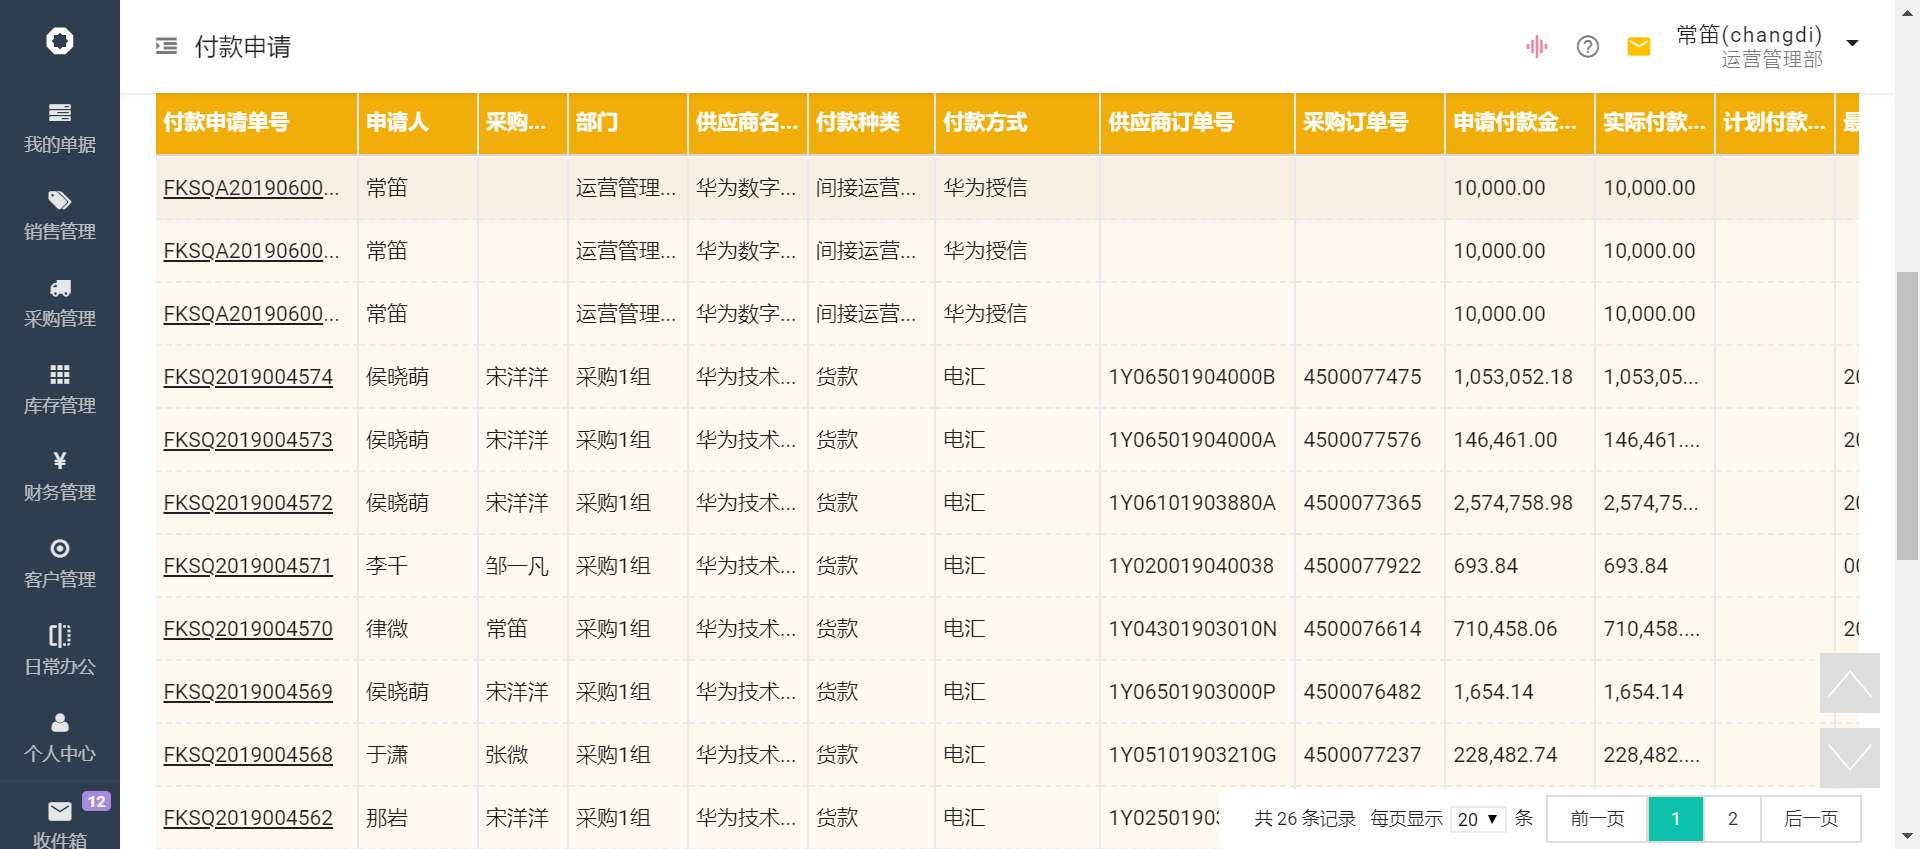 付款申请
常笛(changdi)
运营管理部
我的单据
销售管理
采购管理
库存管理
¥
财务管理
客户管理
日常办公
个人中心
12
收件箱
付款申请单号 申请人 采购... 部门 供应商名... 付款种类 付款方式 供应商订单号 采购订单号 申请付款金... 实际付款... 计划付款... 最
FKSQA20190600... 常笛 运营管理... 华为数字... 间接运营... 华为授信 10,000.00 10,000.00
FKSQA20190600... 常笛 运营管理... 华为数字... 间接运营... 华为授信 10,000.00 10,000.00
FKSQA20190600... 常笛 运营管理... 华为数字... 间接运营... 华为授信 10,000.00 10,000.00
FKSQ2019004574 侯晓萌 宋洋洋 采购1组 华为技术... 货款 电汇 1Y06501904000B 4500077475 1,053,052.18 1,053,05... 20
FKSQ2019004573 侯晓萌 宋洋洋 采购1组 华为技术... 货款 电汇 1Y06501904000A 4500077576 146,461.00 146,461.... 20
FKSQ2019004572 侯晓萌 宋洋洋 采购1组 华为技术... 货款 电汇 1Y06101903880A 4500077365 2,574,758.98 2,574,75... 20
FKSQ2019004571 李千 邹一凡 采购1组 华为技术... 货款 电汇 1Y020019040038 4500077922 693.84 693.84 00
FKSQ2019004570 律微 常笛 采购1组 华为技术... 货款 电汇 1Y04301903010N 4500076614 710,458.06 710,458.... 20
FKSQ2019004569 侯晓萌 宋洋洋 采购1组 华为技术... 货款 电汇 1Y06501903000P 4500076482 1,654.14 1,654.14
FKSQ2019004568 于潇 张微 采购1组 华为技术... 货款 电汇 1Y05101903210G 4500077237 228,482.74 228,482....
FKSQ2019004562 那岩 宋洋洋 采购1组 华为技术... 货款 电汇 1Y0250190
共 26 条记录 每页显示 20 条 前一页 1 2 后一页